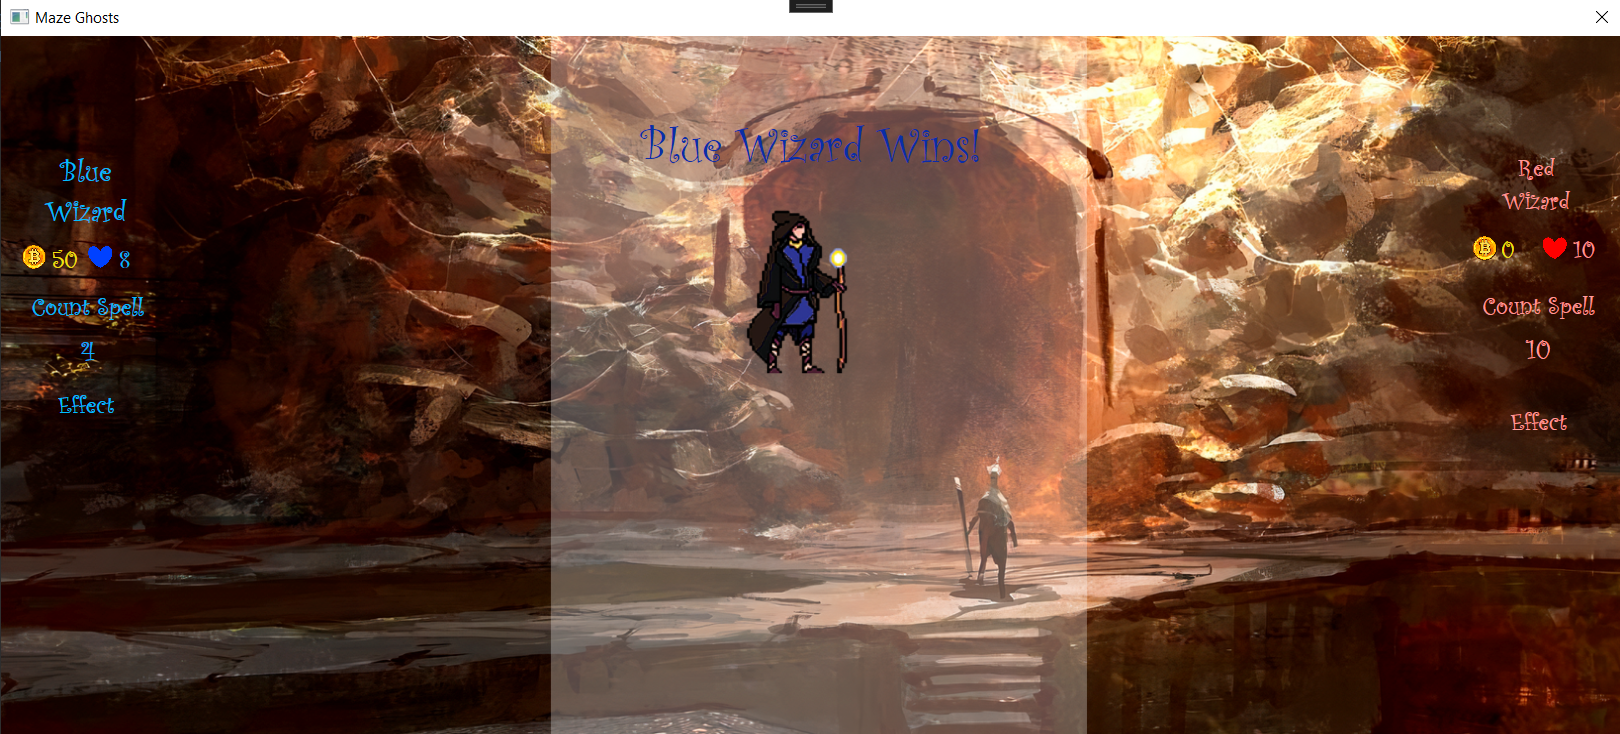 Maze Ghosts
Blue Wizard Wins!
Blue
Wizard
50 8
Count Spell
4
Effect
Red
Wizard
0 10
Count Spell
10
Effect